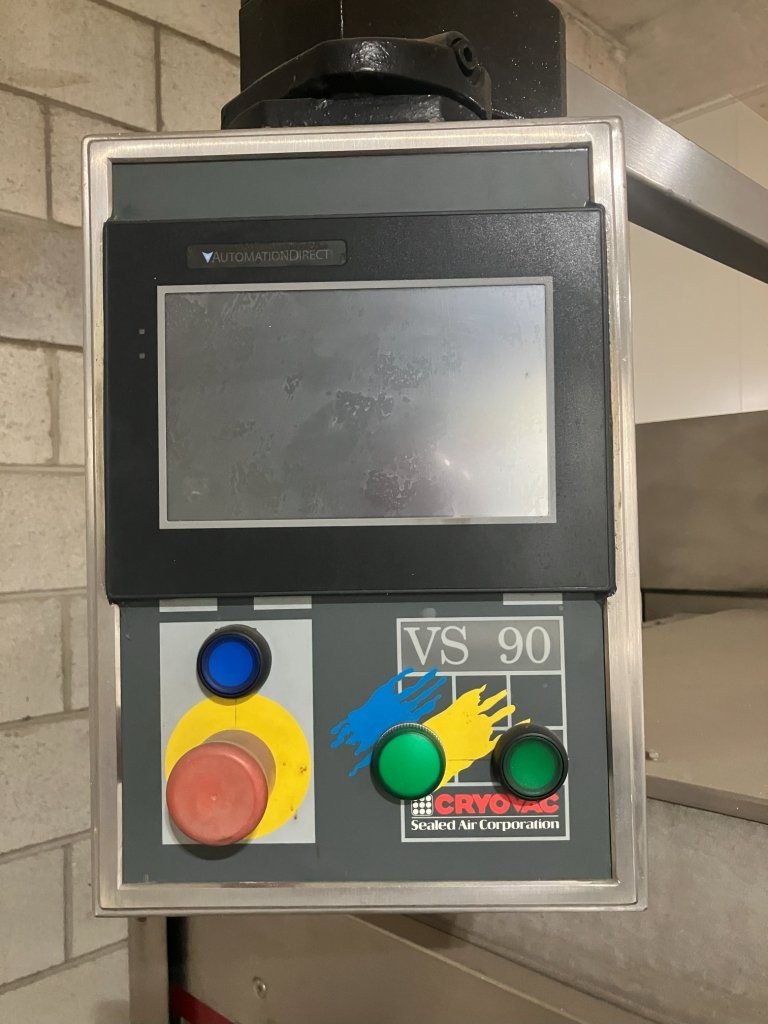 AUTOMATIONDIRECT
VS 90
CRYOVAC
Sealed Air Corporation